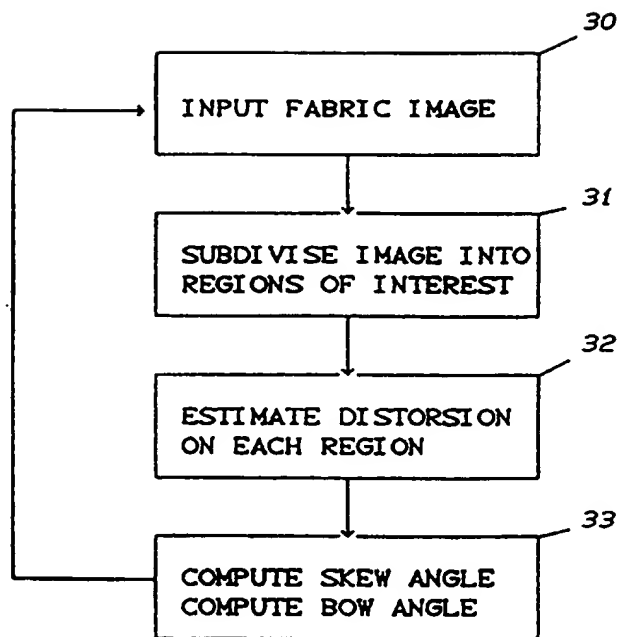 30
INPUT FABRIC IMAGE
31
SUBDIVISE IMAGE INTO
REGIONS OF INTEREST
32
ESTIMATE DISTORSION
ON EACH REGION
33
COMPUTE SKEW ANGLE
COMPUTE BOW ANGLE